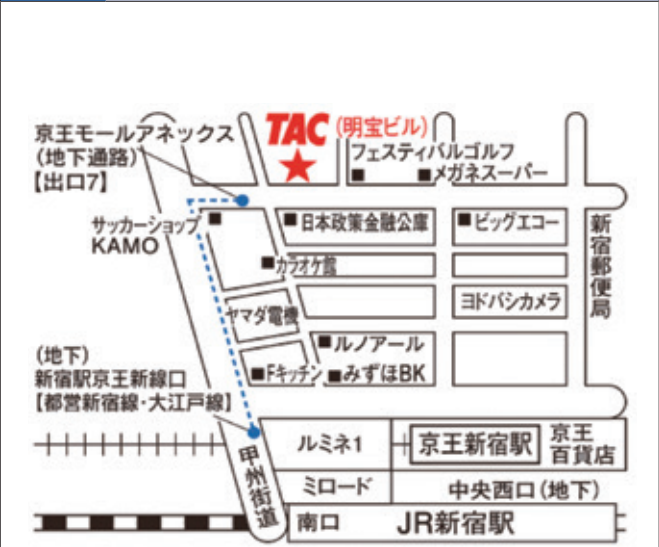 TAC (明宝ビル)
京王モールアネックス
(地下通路)
【出口7】
フェスティバルゴルフ
メガネスーパー
サッカーショップ
KAMO
日本政策金融公庫
ビッグエコー
新宿郵便局
カラオケ館
ヤマダ電機
ヨドバシカメラ
ルノアール
Fキッチン
みずほBK
(地下)
新宿駅京王新線口
【都営新宿線・大江戸線】
甲州街道
ルミネ1
京王新宿駅
京王
百貨店
ミロード
中央西口(地下)
南口
JR新宿駅